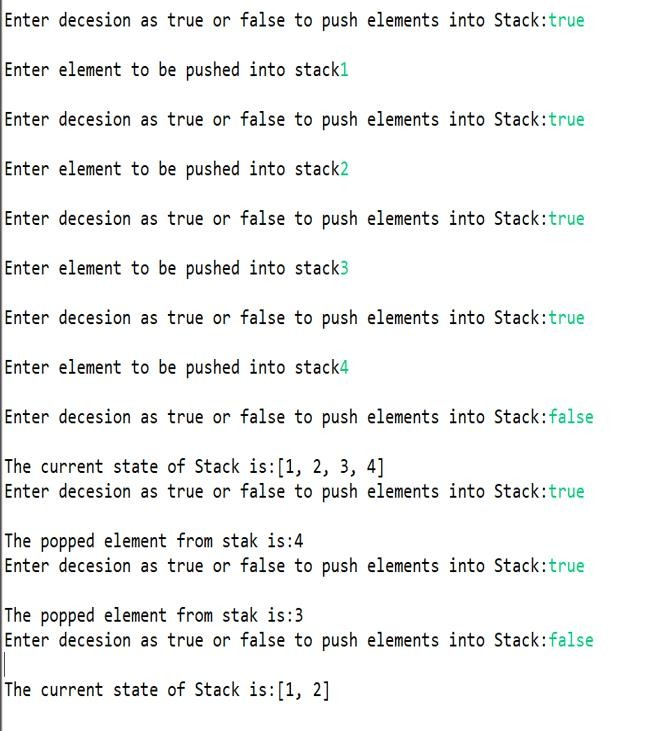 Enter decesion as true or false to push elements into Stack:true
Enter element to be pushed into stack1
Enter decesion as true or false to push elements into Stack:true
Enter element to be pushed into stack2
Enter decesion as true or false to push elements into Stack:true
Enter element to be pushed into stack3
Enter decesion as true or false to push elements into Stack:true
Enter element to be pushed into stack4
Enter decesion as true or false to push elements into Stack:false
The current state of Stack is:[1, 2, 3, 4]
Enter decesion as true or false to push elements into Stack:true
The popped element from stak is:4
Enter decesion as true or false to push elements into Stack:true
The popped element from stak is:3
Enter decesion as true or false to push elements into Stack:false
The current state of Stack is:[1, 2]